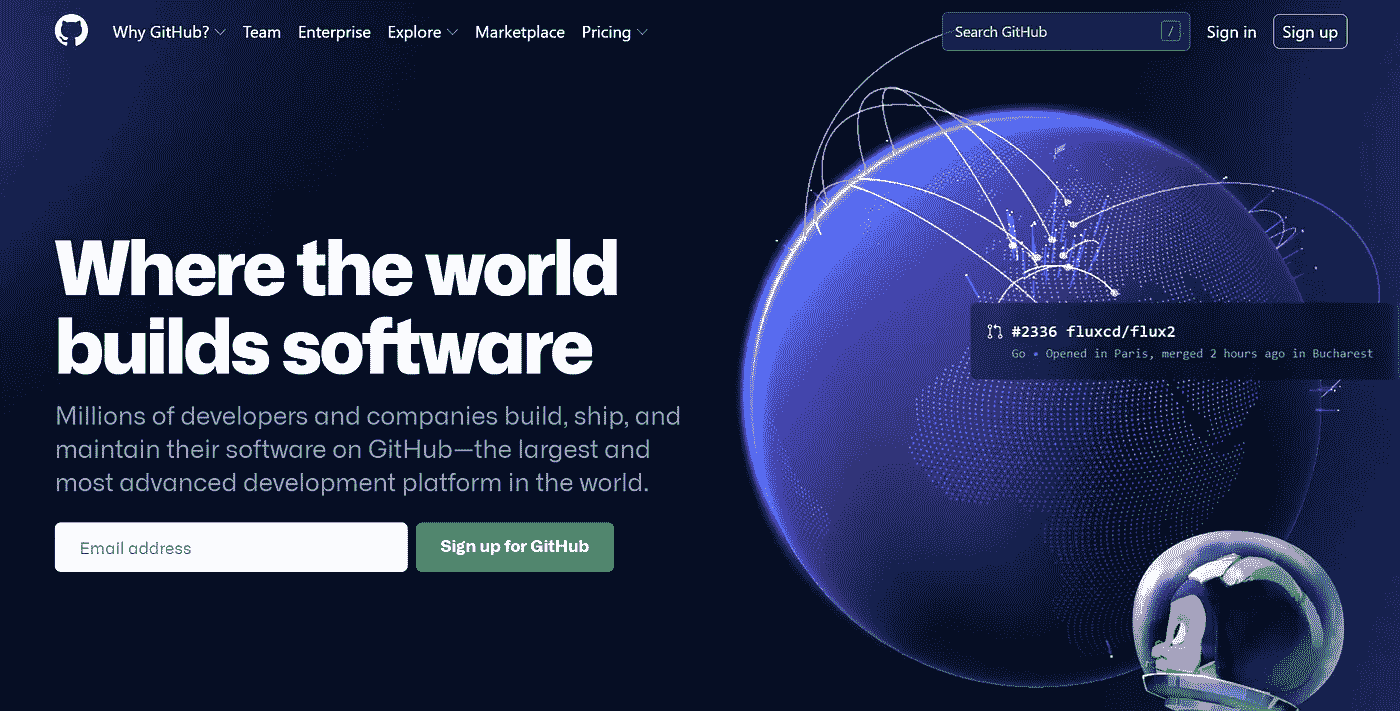 Why GitHub? Team Enterprise Explore Marketplace Pricing
Search GitHub /
Sign in
Sign up
Where the world
builds software
Millions of developers and companies build, ship, and
maintain their software on GitHub—the largest and
most advanced development platform in the world.
Email address
Sign up for GitHub
#2336 fluxcd/flux2
Go • Opened in Paris, merged 2 hours ago in Bucharest